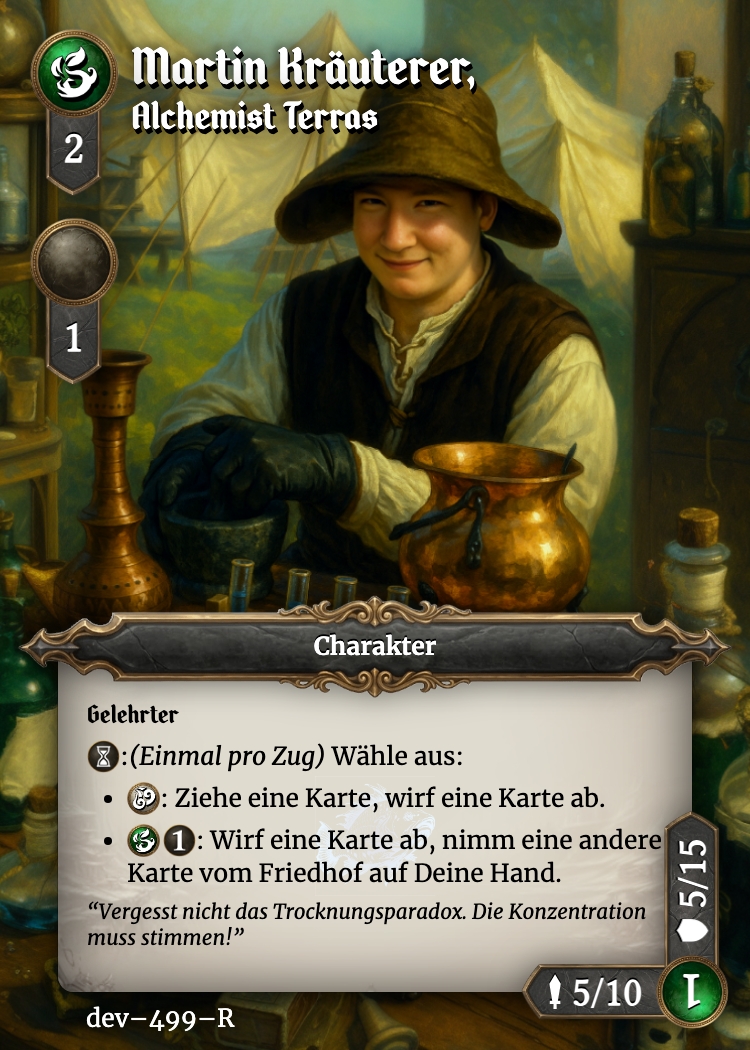 Martin Kräuterer,
Alchemist Terras
2
1
Charakter
Gelehrter
:(Einmal pro Zug) Wähle aus:
• : Ziehe eine Karte, wirf eine Karte ab.
• 1: Wirf eine Karte ab, nimm eine andere
Karte vom Friedhof auf Deine Hand.
“Vergesst nicht das Trocknungsparadox. Die Konzentration
muss stimmen!”
5/15
5/10
1
dev–499–R